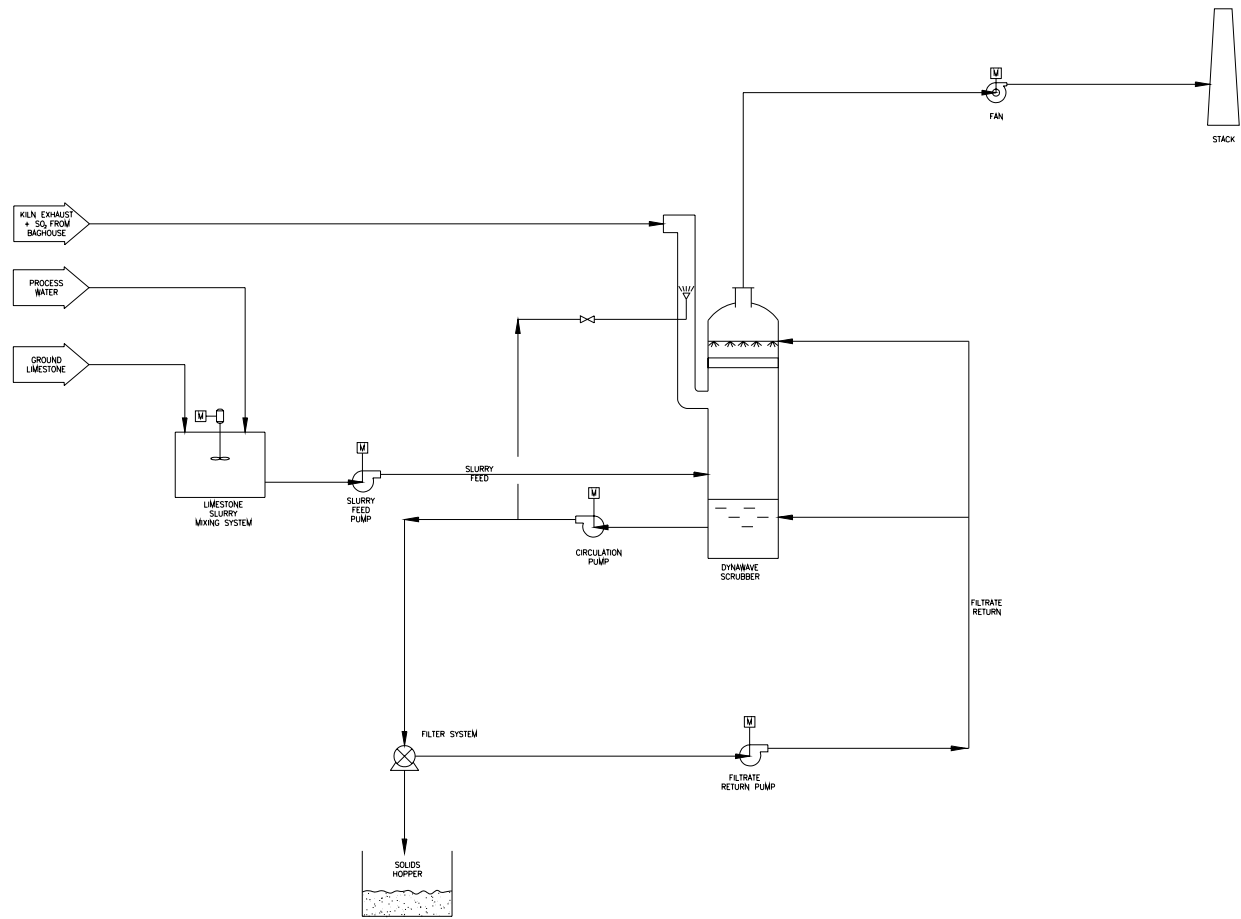 M
FAN
STACK
KILN EXHAUST
+ SO2 FROM
BAGHOUSE
PROCESS
WATER
GROUND
LIMESTONE
M
M
SLURRY
FEED
LIMESTONE
SLURRY
MIXING SYSTEM
SLURRY
FEED
PUMP
M
CIRCULATION
PUMP
DYNAWAVE
SCRUBBER
FILTRATE
RETURN
FILTER SYSTEM
M
FILTRATE
RETURN PUMP
SOLIDS
HOPPER